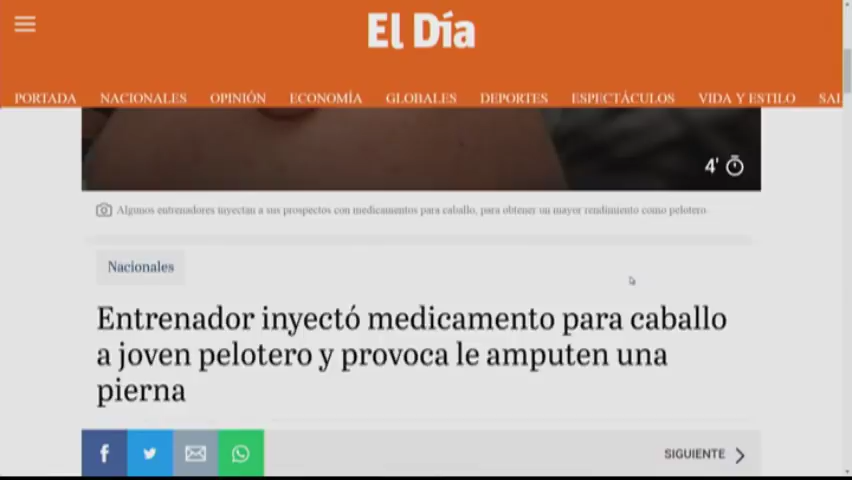 El Día
PORTADA NACIONALES OPINIÓN ECONOMÍA GLOBALES DEPORTES ESPECTÁCULOS VIDA Y ESTILO SAL
4'
Algunos entrenadores inyectan a sus prospectos con medicamentos para caballo, para obtener un mayor rendimiento como pelotero.
Nacionales
Entrenador inyectó medicamento para caballo
a joven pelotero y provoca le amputen una
pierna
SIGUIENTE